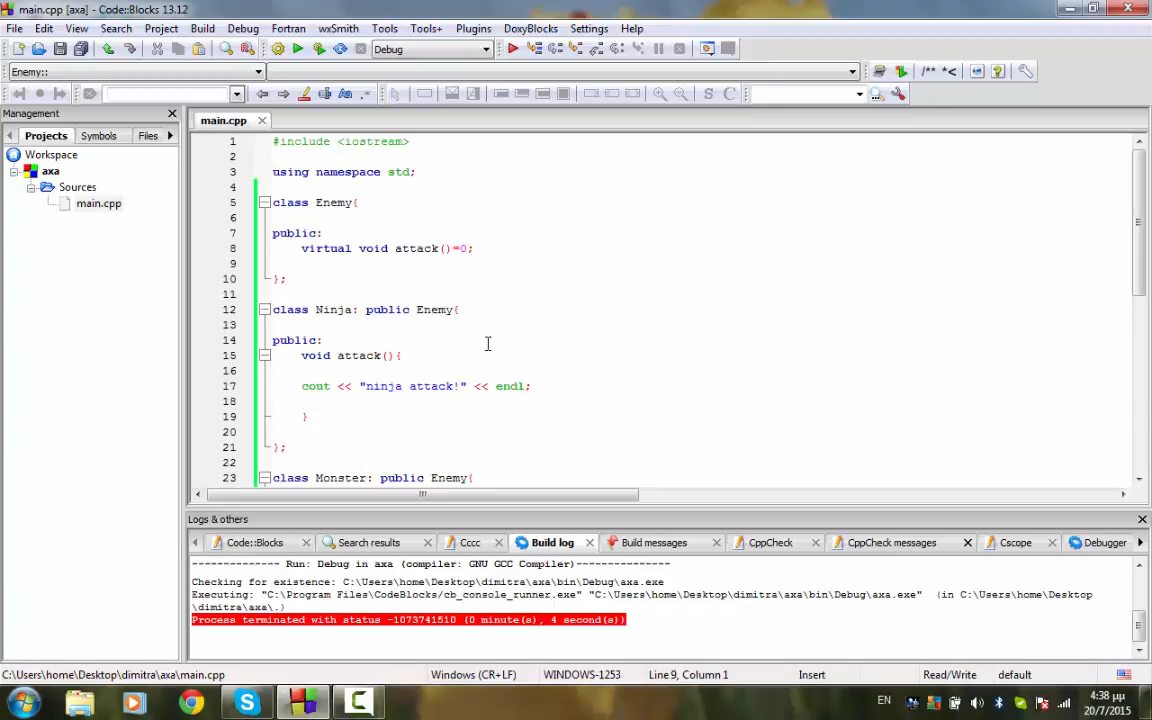 main.cpp [axa] - Code::Blocks 13.12
File Edit View Search Project Build Debug Fortran wxSmith Tools Tools+ Plugins DoxyBlocks Settings Help
Debug
Enemy::
/** *<
Management
Projects Symbols Files
Workspace
axa
Sources
main.cpp
main.cpp
1 #include <iostream>
2
3 using namespace std;
4
5 class Enemy{
6
7 public:
8 virtual void attack()=0;
9
10 };
11
12 class Ninja: public Enemy{
13
14 public:
15 void attack(){
16
17 cout << "ninja attack!" << endl;
18
19 }
20
21 };
22
23 class Monster: public Enemy{
Logs & others
Code::Blocks Search results Cccc Build log Build messages CppCheck CppCheck messages Cscope Debugger
-------------- Run: Debug in axa (compiler: GNU GCC Compiler)---------------
Checking for existence: C:\Users\home\Desktop\dimitra\axa\bin\Debug\axa.exe
Executing: "C:\Program Files\CodeBlocks/cb_console_runner.exe" "C:\Users\home\Desktop\dimitra\axa\bin\Debug\axa.exe" (in C:\Users\home\Desktop
\dimitra\axa\.)
Process terminated with status -1073741510 (0 minute(s), 4 second(s))
C:\Users\home\Desktop\dimitra\axa\main.cpp Windows (CR+LF) WINDOWS-1253 Line 9, Column 1 Insert Read/Write default
EN
4:38 μμ
20/7/2015